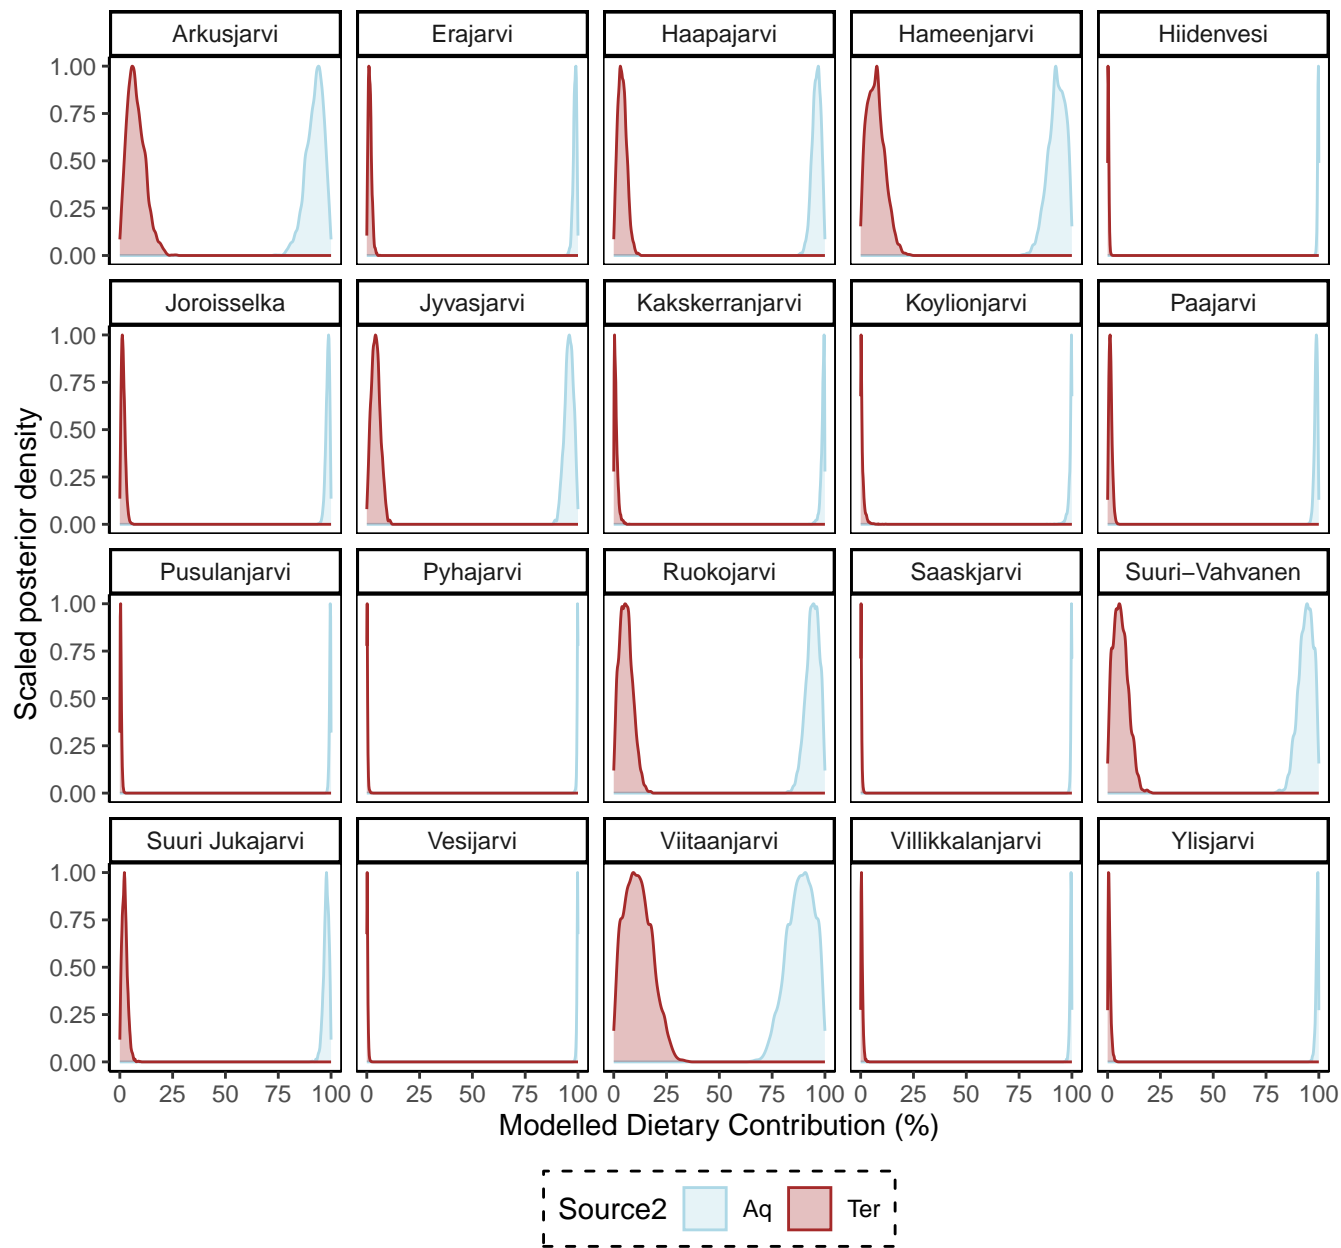 Arkusjarvi Erajarvi Haapajarvi Hameenjarvi Hiidenvesi
1.00
0.75
0.50
0.25
0.00
Joroisselka Jyvasjarvi Kakskerranjarvi Koylionjarvi Paajarvi
1.00
0.75
0.50
0.25
0.00
Scaled posterior density
Pusulanjarvi Pyhajarvi Ruokojarvi Saaskjarvi Suuri−Vahvanen
1.00
0.75
0.50
0.25
0.00
Suuri Jukajarvi Vesijarvi Viitaanjarvi Villikkalanjarvi Ylisjarvi
1.00
0.75
0.50
0.25
0.00
0 25 50 75 100 0 25 50 75 100 0 25 50 75 100 0 25 50 75 100 0 25 50 75 100
Modelled Dietary Contribution (%)
Source2 Aq Ter